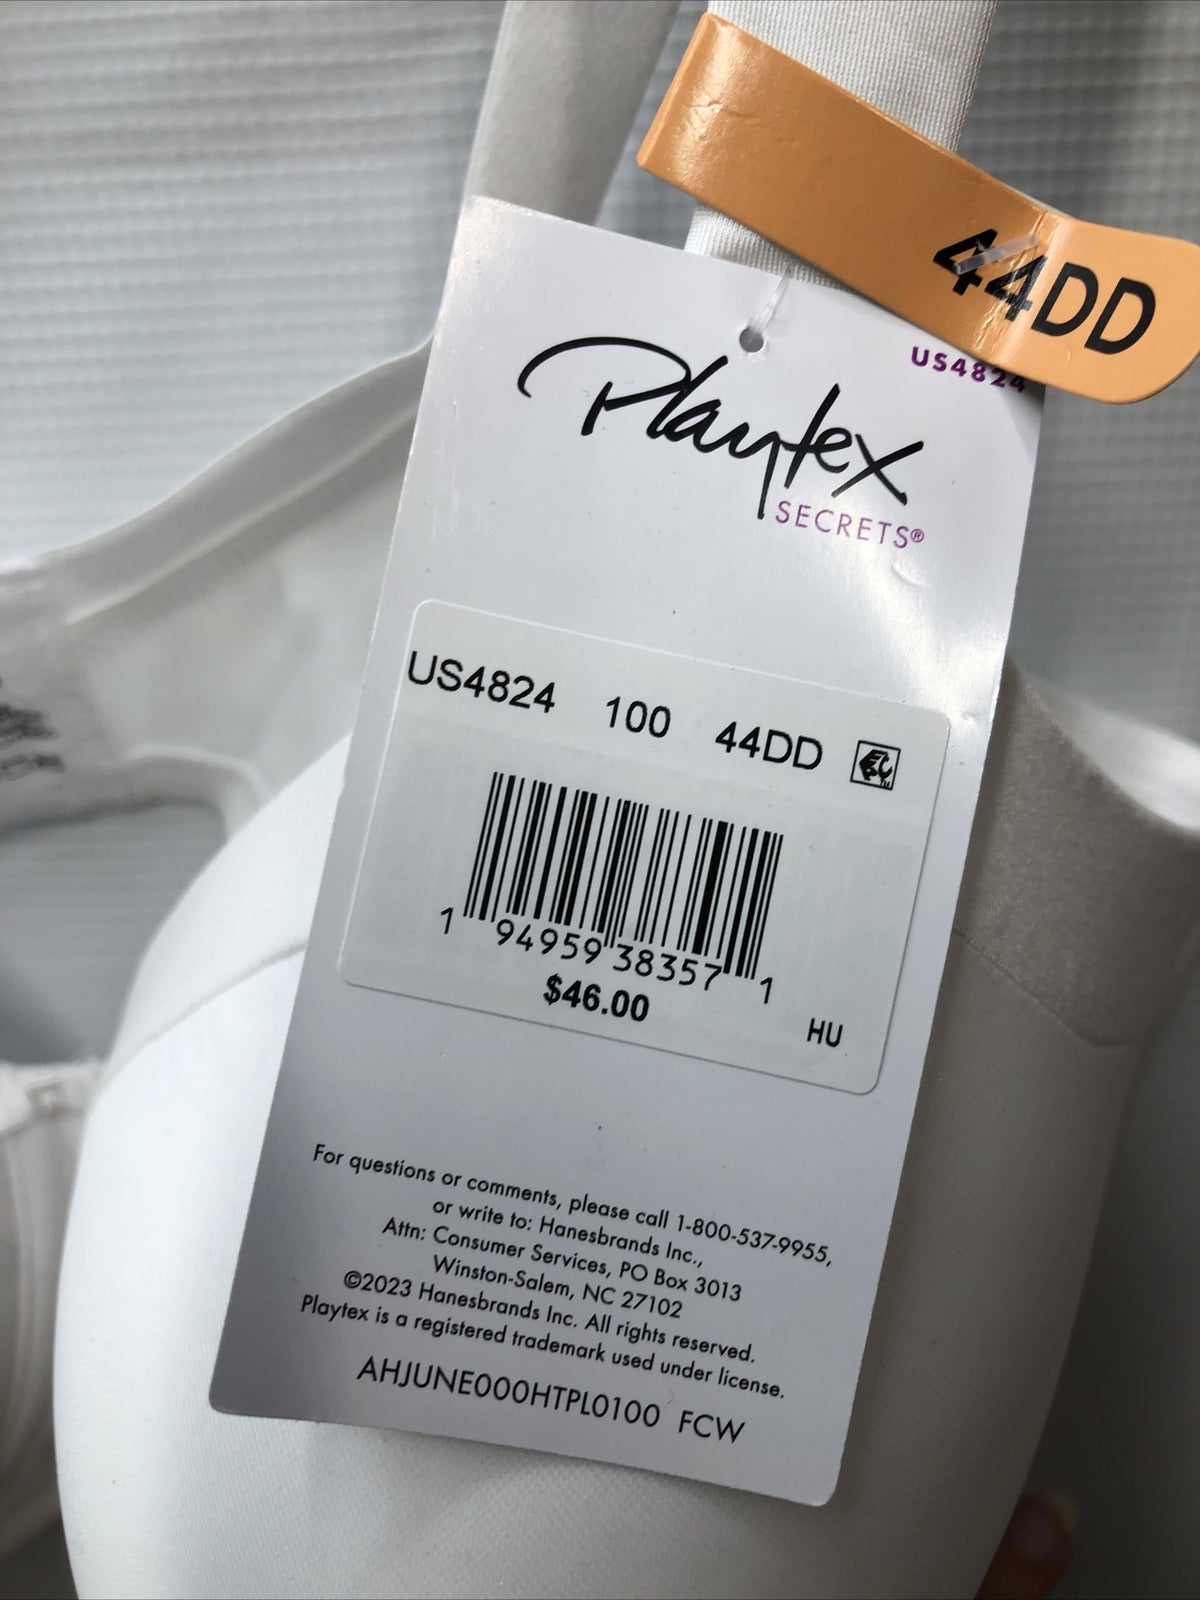 44DD
US4824
Playtex
SECRETS®
US4824 100 44DD
1 94959 38357 1
$46.00
HU
For questions or comments, please call 1-800-537-9955,
or write to: Hanesbrands Inc.,
Attn: Consumer Services, PO Box 3013
Winston-Salem, NC 27102
©2023 Hanesbrands Inc. All rights reserved.
Playtex is a registered trademark used under license.
AHJUNE000HTPL0100 FCW